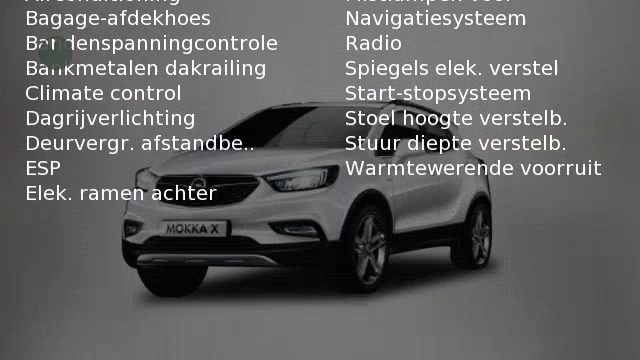 Bagage-afdekhoes
Bandenspanningcontrole
Bankmetalen dakrailing
Climate control
Dagrijverlichting
Deurvergr. afstandbe..
ESP
Elek. ramen achter
Navigatiesysteem
Radio
Spiegels elek. verstel
Start-stopsysteem
Stoel hoogte verstelb.
Stuur diepte verstelb.
Warmtewerende voorruit
MOKKA X